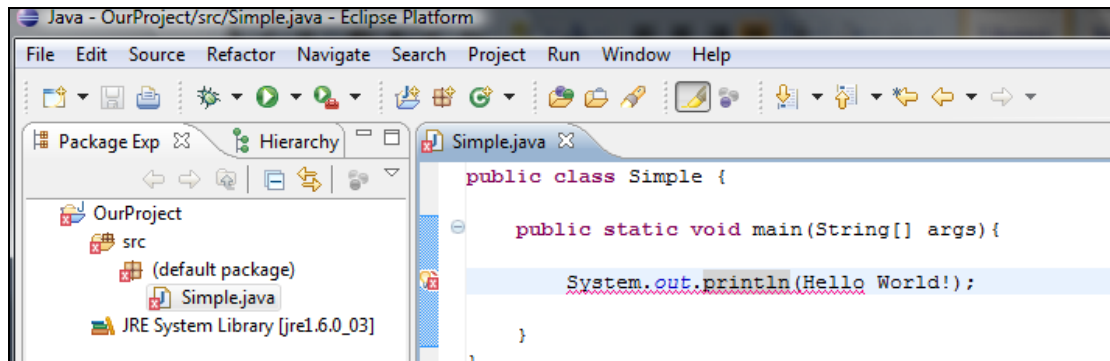 Java - OurProject/src/Simple.java - Eclipse Platform
File Edit Source Refactor Navigate Search Project Run Window Help
Package Exp Hierarchy
OurProject
src
(default package)
Simple.java
JRE System Library [jre1.6.0_03]
Simple.java
public class Simple {
public static void main(String[] args){
System.out.println(Hello World!);
}
}